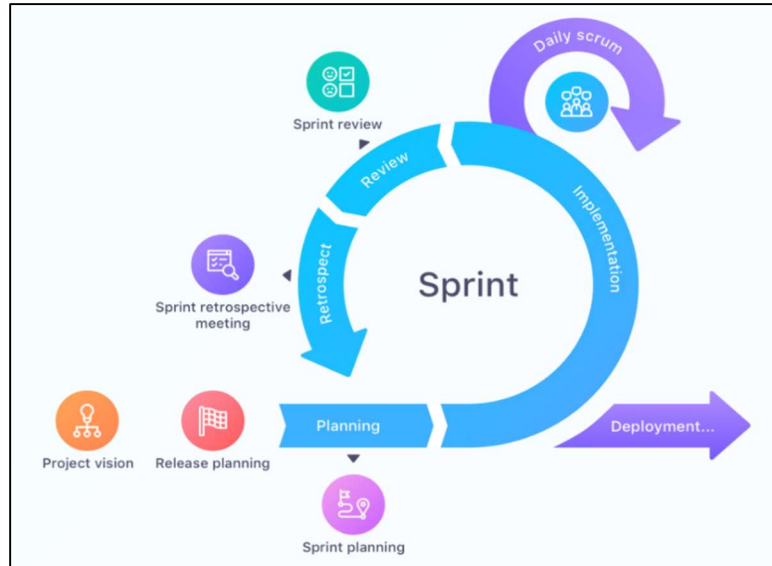 Daily scrum
Sprint review
Review
Implementation
Sprint
Retrospect
Sprint retrospective
meeting
Planning
Deployment...
Project vision
Release planning
Sprint planning